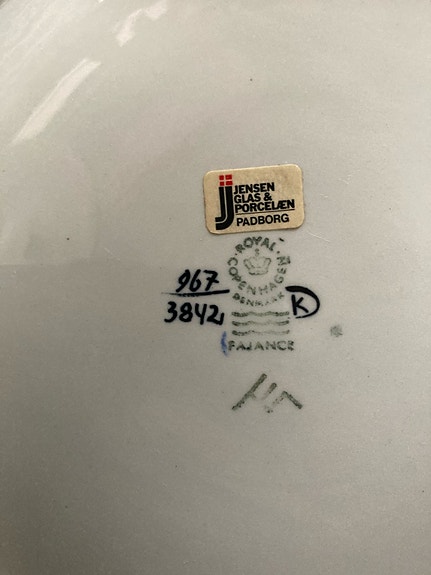 JENSEN
GLAS &
PORCELÆN
PADBORG
ROYAL
COPENHAGEN
DENMARK
967
3842
K
FAJANCE